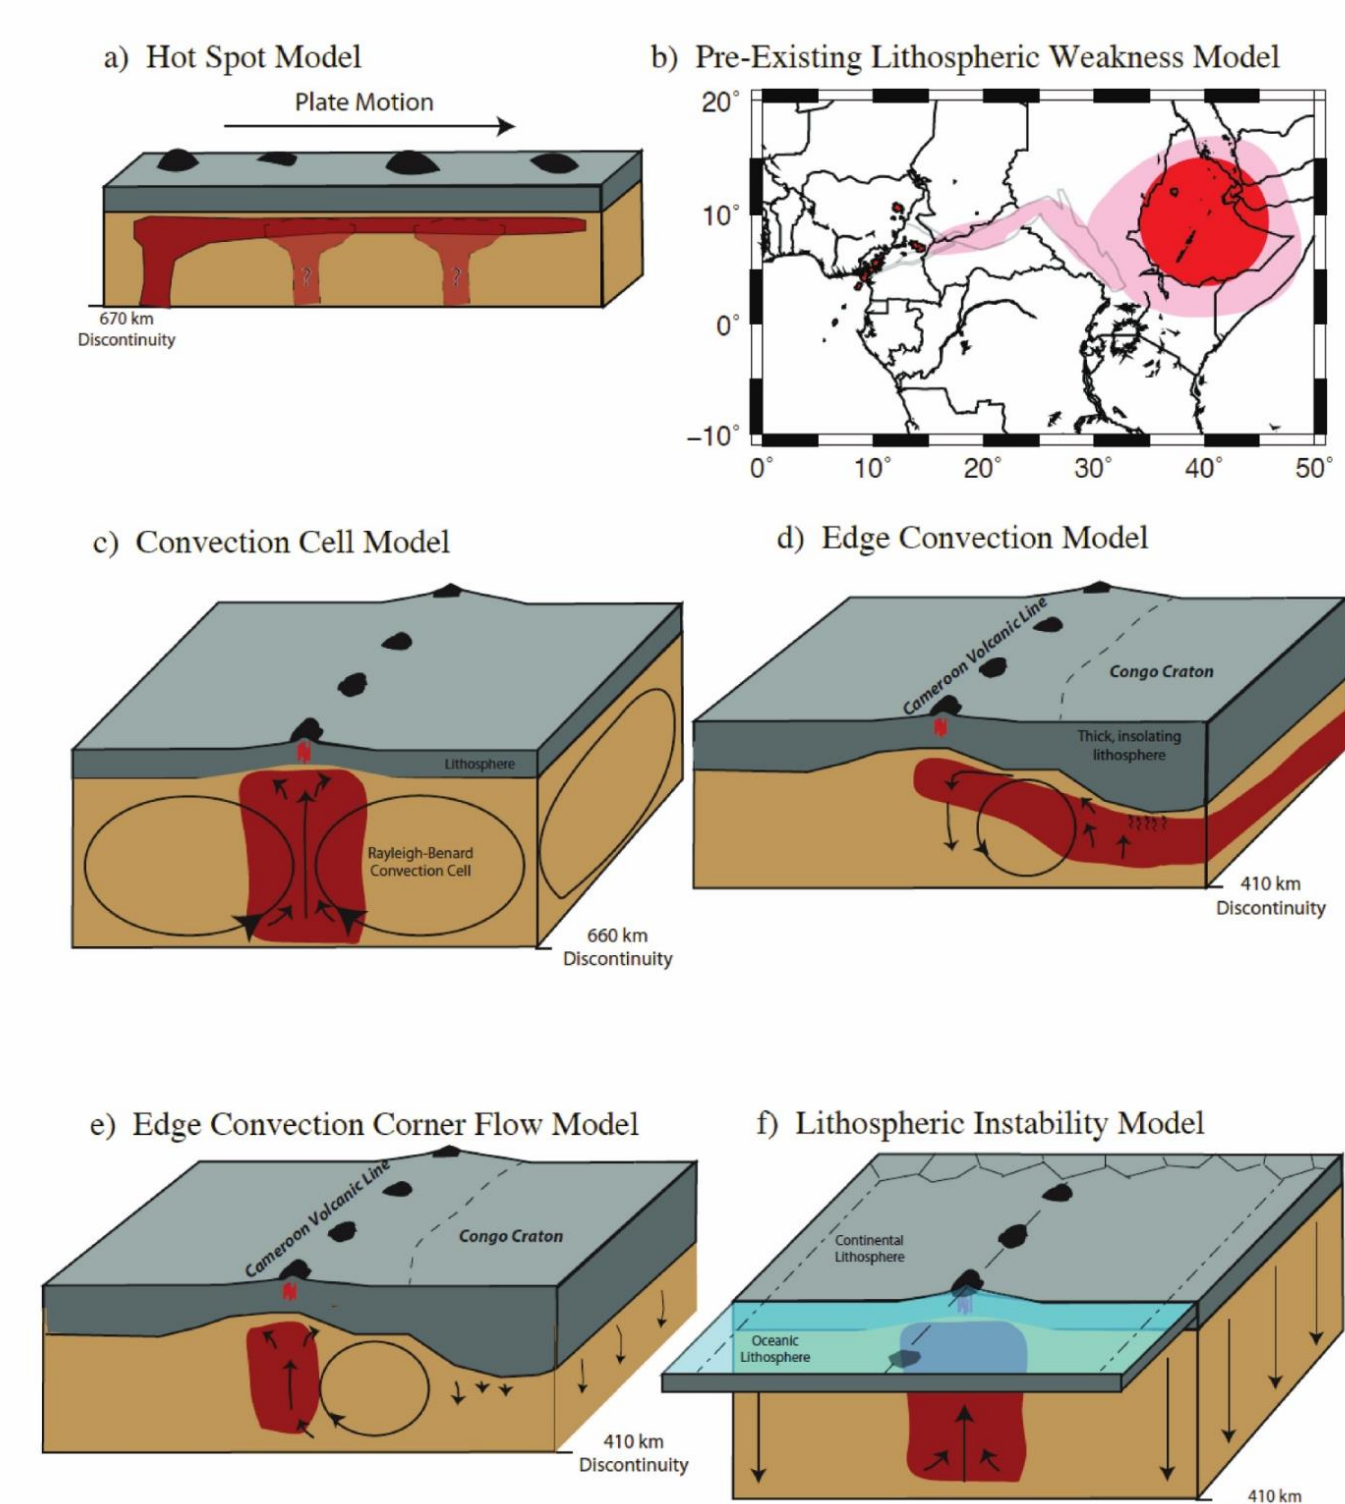 a) Hot Spot Model
Plate Motion
?
?
670 km
Discontinuity
b) Pre-Existing Lithospheric Weakness Model
20°
10°
0°
−10°
0°
10°
20°
30°
40°
50°
c) Convection Cell Model
Lithosphere
Rayleigh-Benard
Convection Cell
660 km
Discontinuity
d) Edge Convection Model
Cameroon Volcanic Line
Congo Craton
Thick, insolating
lithosphere
410 km
Discontinuity
e) Edge Convection Corner Flow Model
Cameroon Volcanic Line
Congo Craton
410 km
Discontinuity
f) Lithospheric Instability Model
Continental
Lithosphere
Oceanic
Lithosphere
410 km